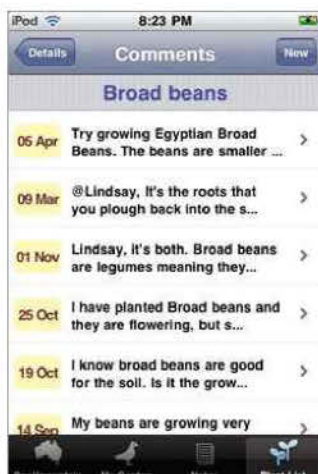 iPod 8:23 PM
Details Comments New
Broad beans
05 Apr Try growing Egyptian Broad
Beans. The beans are smaller ...
09 Mar @Lindsay, It's the roots that
you plough back into the s...
01 Nov Lindsay, it's both. Broad beans
are legumes meaning they...
25 Oct I have planted Broad beans and
they are flowering, but s...
19 Oct I know broad beans are good
for the soil. Is it the grow...
14 Sep My beans are growing very
Plant List